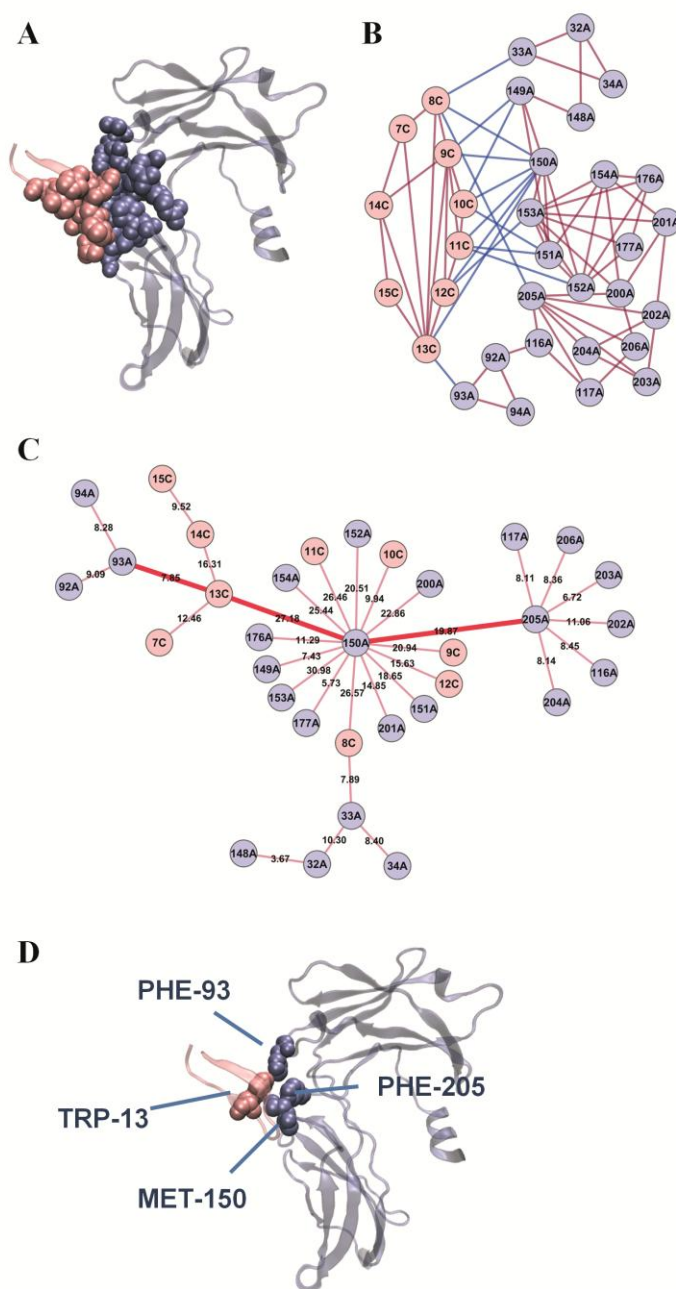 A
B
32A
33A
34A
8C
149A
148A
7C
9C
150A
154A
176A
14C
10C
153A
201A
11C
151A
177A
15C
12C
205A
152A
200A
202A
13C
116A
204A
206A
92A
93A
117A
203A
94A
C
15C
94A
9.52
8.28
14C
152A
117A
206A
93A
11C
10C
9.09
7.85
16.31
154A
26.46
20.51
9.94
200A
8.11
8.36
203A
92A
13C
25.44
22.86
6.72
12.46
27.18
19.87
205A
11.06
202A
7C
176A
11.29
150A
20.94
9C
8.45
149A
7.43
15.63
8.14
116A
30.98
18.65
12C
153A
5.73
26.57
14.85
151A
204A
177A
201A
8C
7.89
33A
148A
3.67
10.30
8.40
32A
34A
D
PHE-93
PHE-205
TRP-13
MET-150